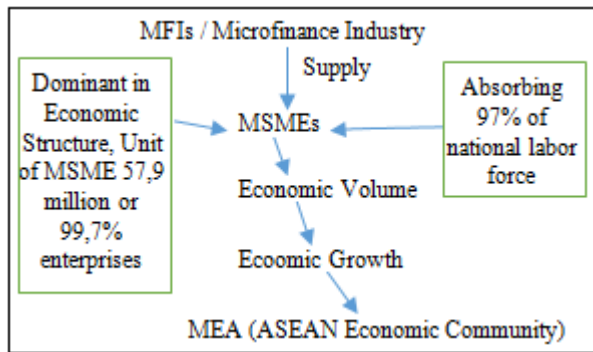 MFIs / Microfinance Industry
Supply
Dominant in
Economic
Structure, Unit
of MSME 57,9
million or
99,7%
enterprises
MSMEs
Absorbing
97% of
national labor
force
Economic Volume
Ecoomic Growth
MEA (ASEAN Economic Community)